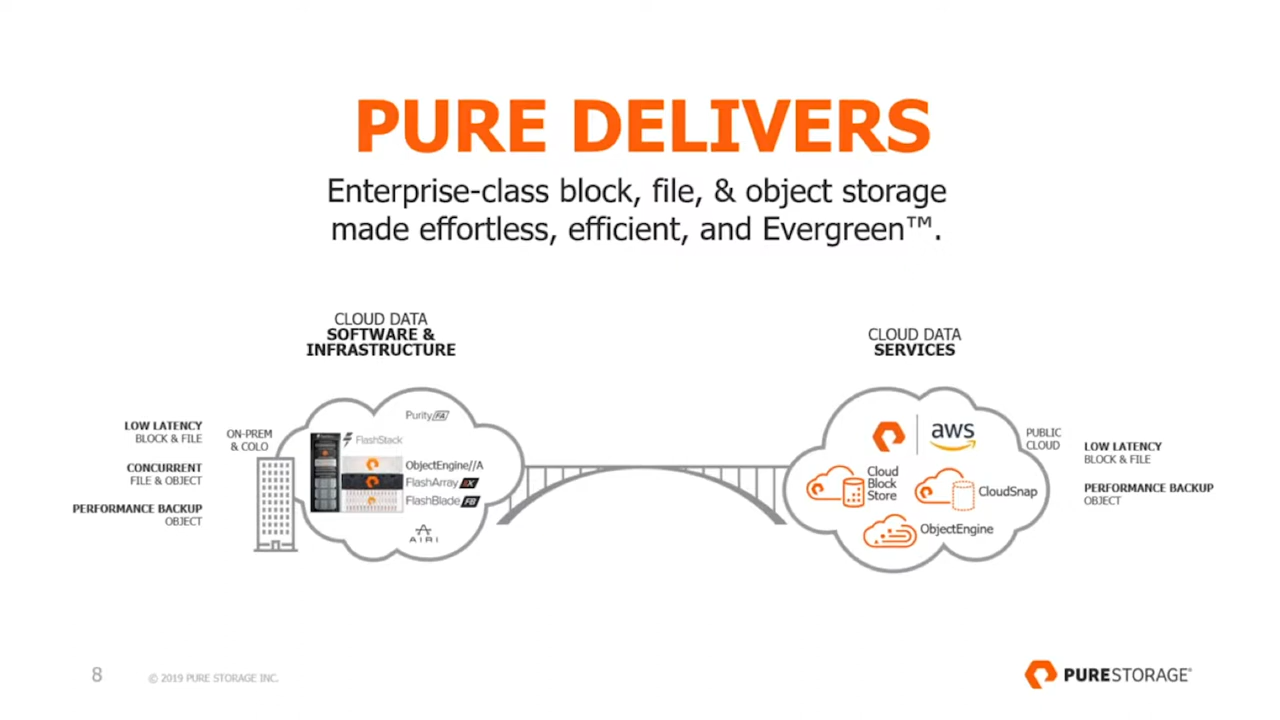 PURE DELIVERS
Enterprise-class block, file, & object storage
made effortless, efficient, and Evergreen™.
CLOUD DATA
SOFTWARE &
INFRASTRUCTURE
LOW LATENCY
BLOCK & FILE
CONCURRENT
FILE & OBJECT
PERFORMANCE BACKUP
OBJECT
ON-PREM
& COLO
Purity FA
FlashStack
ObjectEngine//A
FlashArray //X
FlashBlade FB
AIRI
CLOUD DATA
SERVICES
aws
Cloud
Block
Store
CloudSnap
ObjectEngine
PUBLIC
CLOUD
LOW LATENCY
BLOCK & FILE
PERFORMANCE BACKUP
OBJECT
8
© 2019 PURE STORAGE INC.
PURESTORAGE®